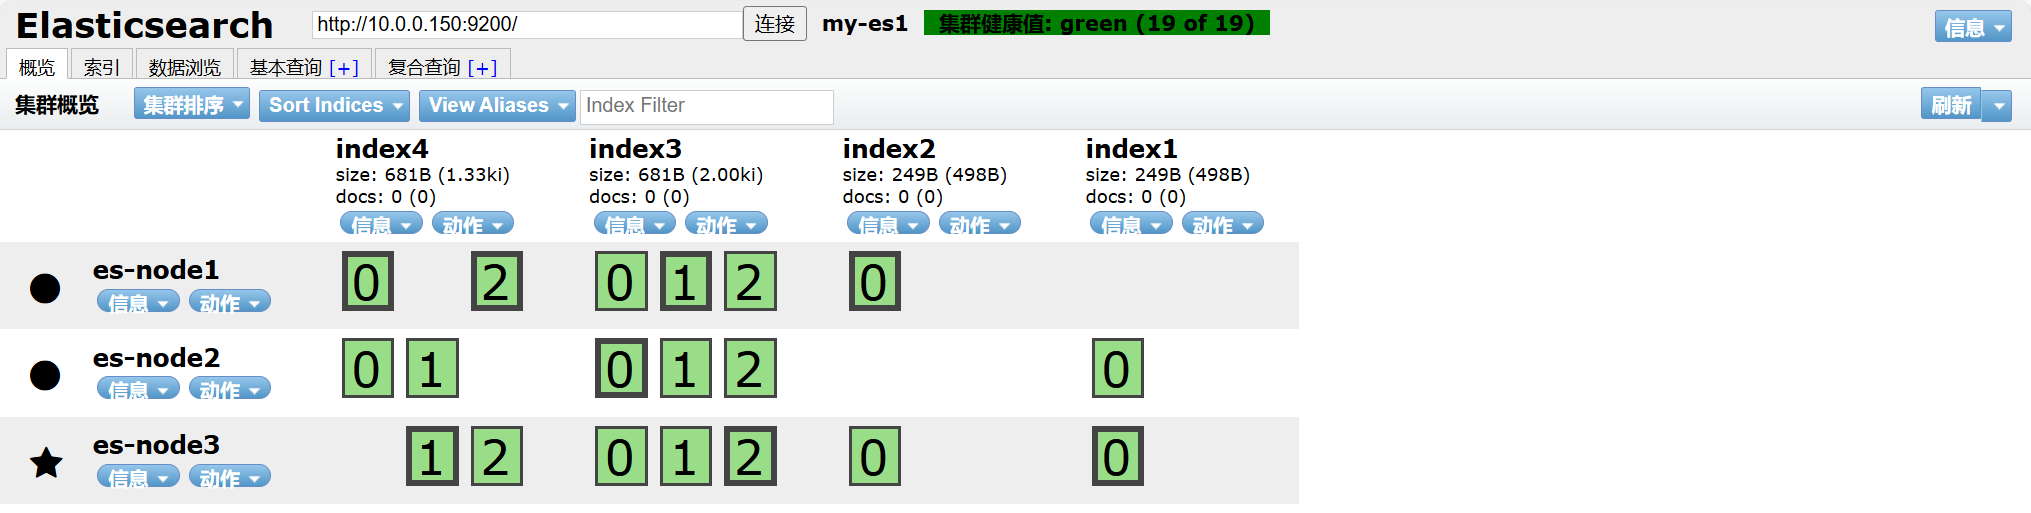 Elasticsearch http://10.0.0.150:9200/ 连接 my-es1 集群健康值: green (19 of 19) 信息
概览 索引 数据浏览 基本查询 [+] 复合查询 [+]
集群概览 集群排序 Sort Indices View Aliases Index Filter 刷新
index4 index3 index2 index1
size: 681B (1.33ki) size: 681B (2.00ki) size: 249B (498B) size: 249B (498B)
docs: 0 (0) docs: 0 (0) docs: 0 (0) docs: 0 (0)
信息 动作 信息 动作 信息 动作 信息 动作
es-node1 0 2 0 1 2 0
信息 动作
es-node2 0 1 0 1 2 0
信息 动作
es-node3 1 2 0 1 2 0 0
信息 动作